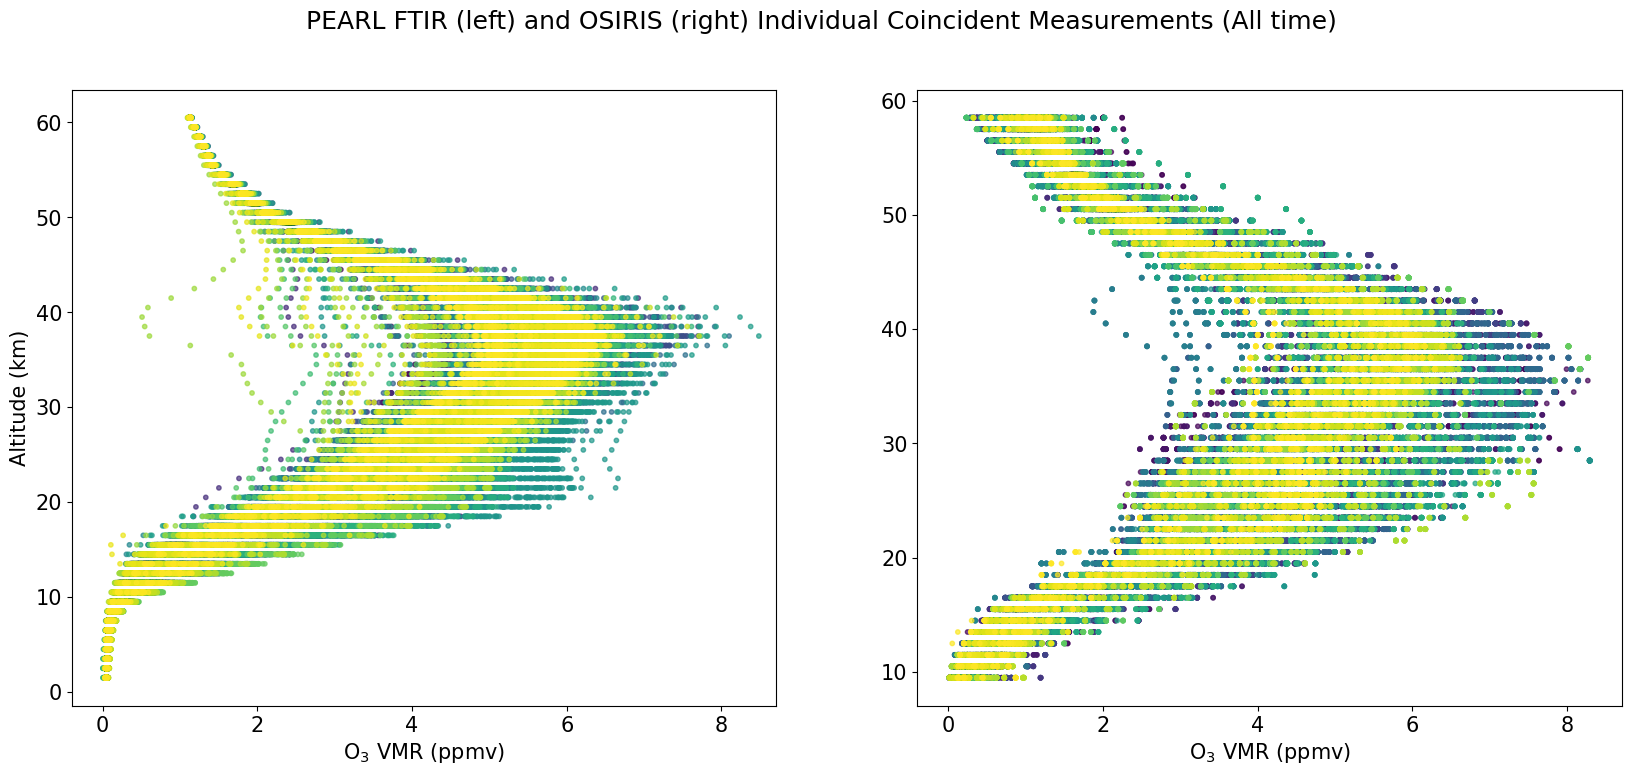 PEARL FTIR (left) and OSIRIS (right) Individual Coincident Measurements (All time)
Altitude (km)
60
50
40
30
20
10
0
0 2 4 6 8
O₃ VMR (ppmv)
60
50
40
30
20
10
0 2 4 6 8
O₃ VMR (ppmv)